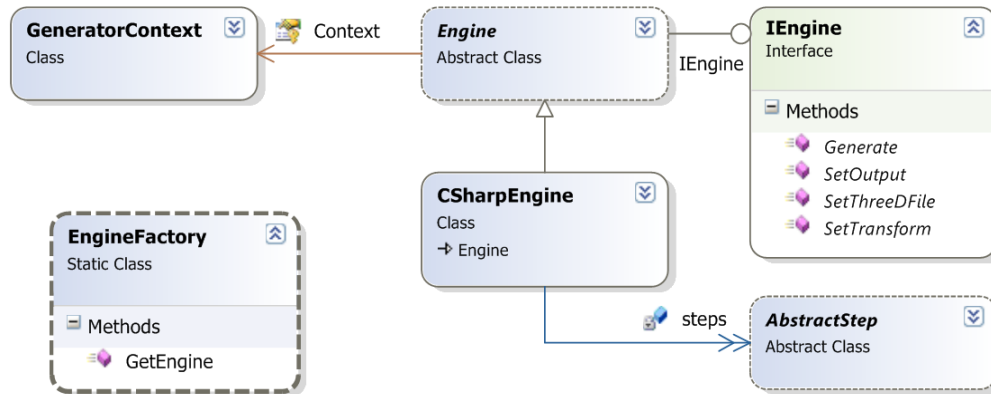 GeneratorContext
Class
Context
Engine
Abstract Class
IEngine
IEngine
Interface
Methods
Generate
SetOutput
SetThreeDFile
SetTransform
CSharpEngine
Class
Engine
EngineFactory
Static Class
Methods
GetEngine
steps
AbstractStep
Abstract Class